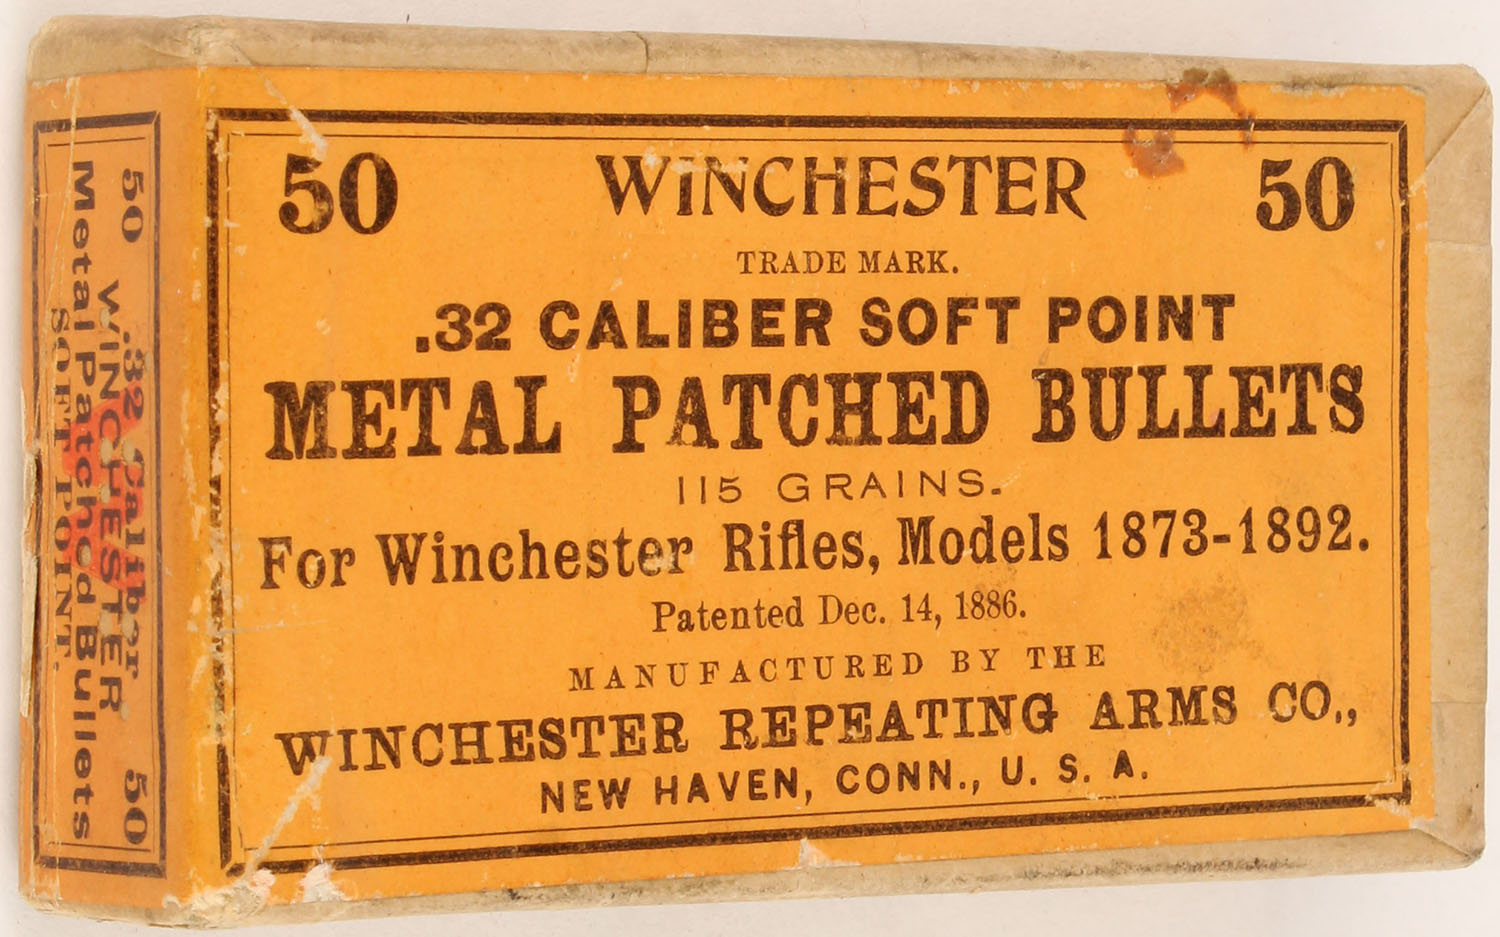 50 WINCHESTER 50
TRADE MARK.
.32 CALIBER SOFT POINT
METAL PATCHED BULLETS
115 GRAINS.
For Winchester Rifles, Models 1873-1892.
Patented Dec. 14, 1886.
MANUFACTURED BY THE
WINCHESTER REPEATING ARMS CO.,
NEW HAVEN, CONN., U. S. A.
50 .32 Caliber 50
WINCHESTER
Metal Patched Bullets
SOFT POINT.